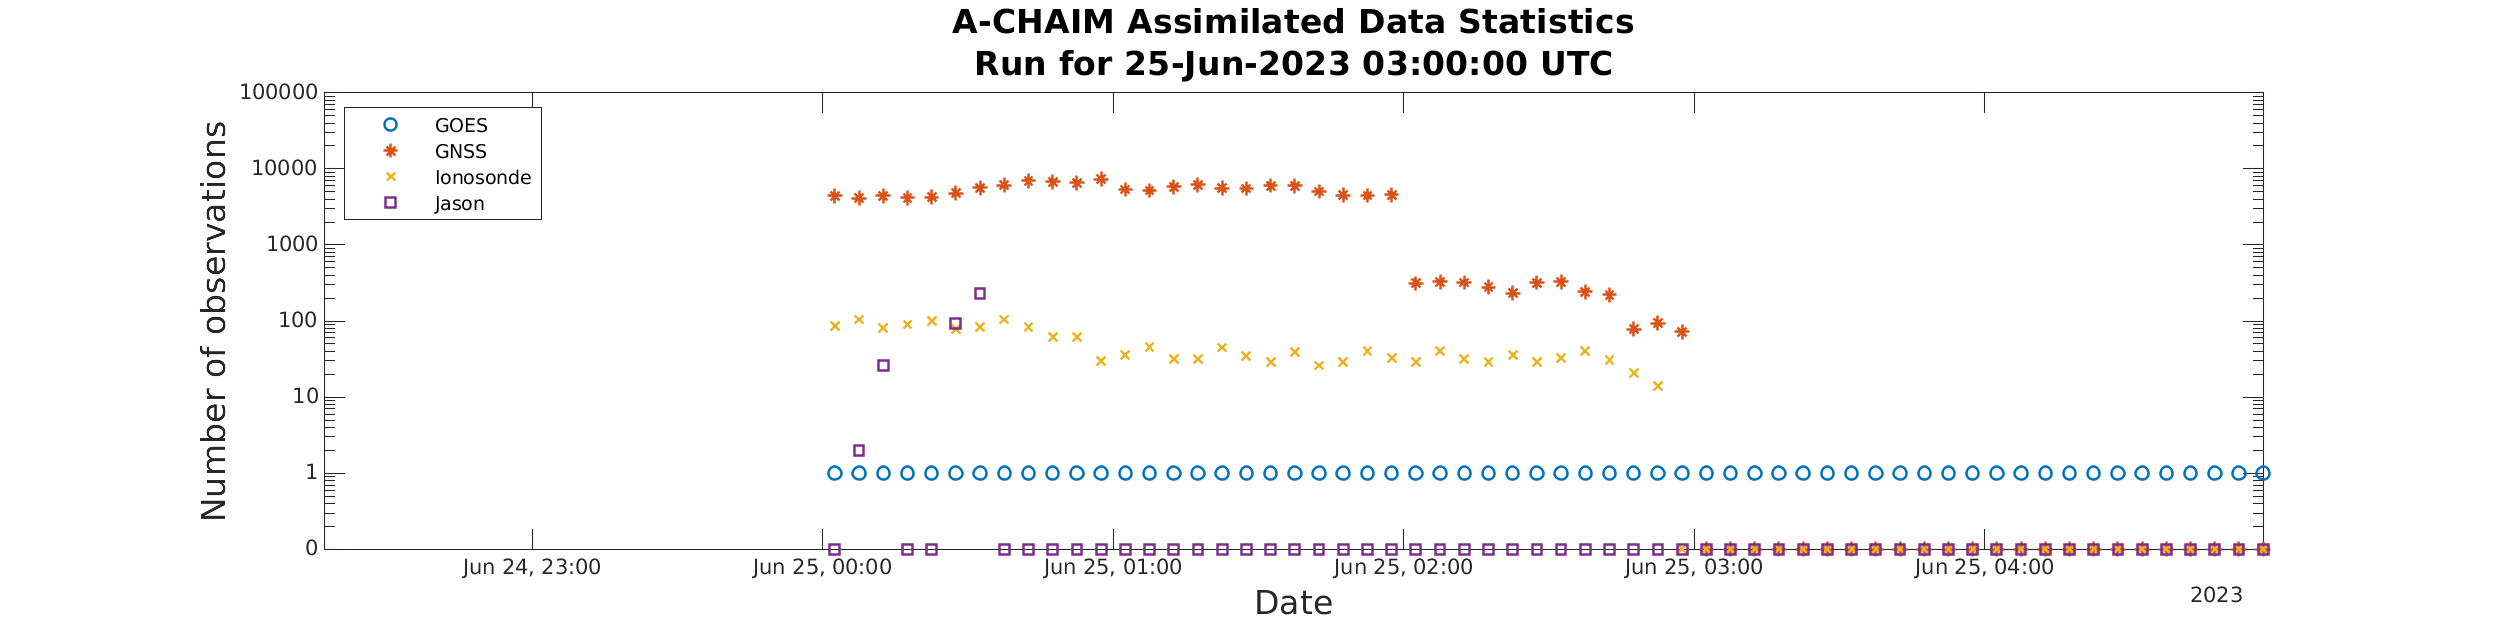 A-CHAIM Assimilated Data Statistics
Run for 25-Jun-2023 03:00:00 UTC
Number of observations
100000
10000
1000
100
10
1
0
GOES
GNSS
Ionosonde
Jason
Jun 24, 23:00
Jun 25, 00:00
Jun 25, 01:00
Jun 25, 02:00
Jun 25, 03:00
Jun 25, 04:00
2023
Date